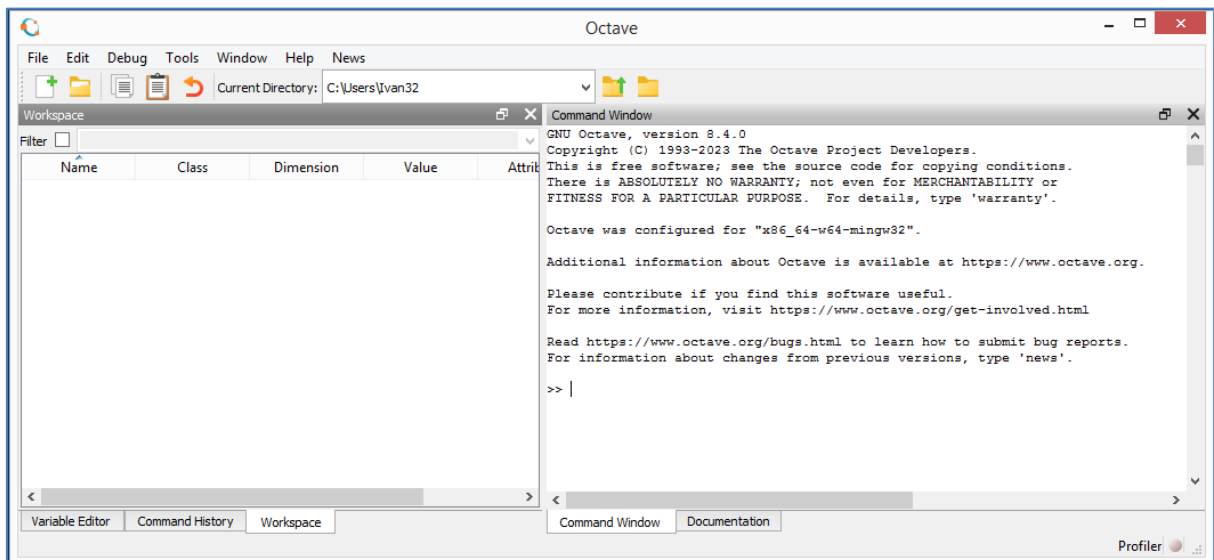 Octave
File Edit Debug Tools Window Help News
Current Directory: C:\Users\Ivan32
Workspace
Filter
Name Class Dimension Value Attrib
Command Window
GNU Octave, version 8.4.0
Copyright (C) 1993-2023 The Octave Project Developers.
This is free software; see the source code for copying conditions.
There is ABSOLUTELY NO WARRANTY; not even for MERCHANTABILITY or
FITNESS FOR A PARTICULAR PURPOSE.  For details, type 'warranty'.
Octave was configured for "x86_64-w64-mingw32".
Additional information about Octave is available at https://www.octave.org.
Please contribute if you find this software useful.
For more information, visit https://www.octave.org/get-involved.html
Read https://www.octave.org/bugs.html to learn how to submit bug reports.
For information about changes from previous versions, type 'news'.
>>
Variable Editor Command History Workspace
Command Window Documentation
Profiler